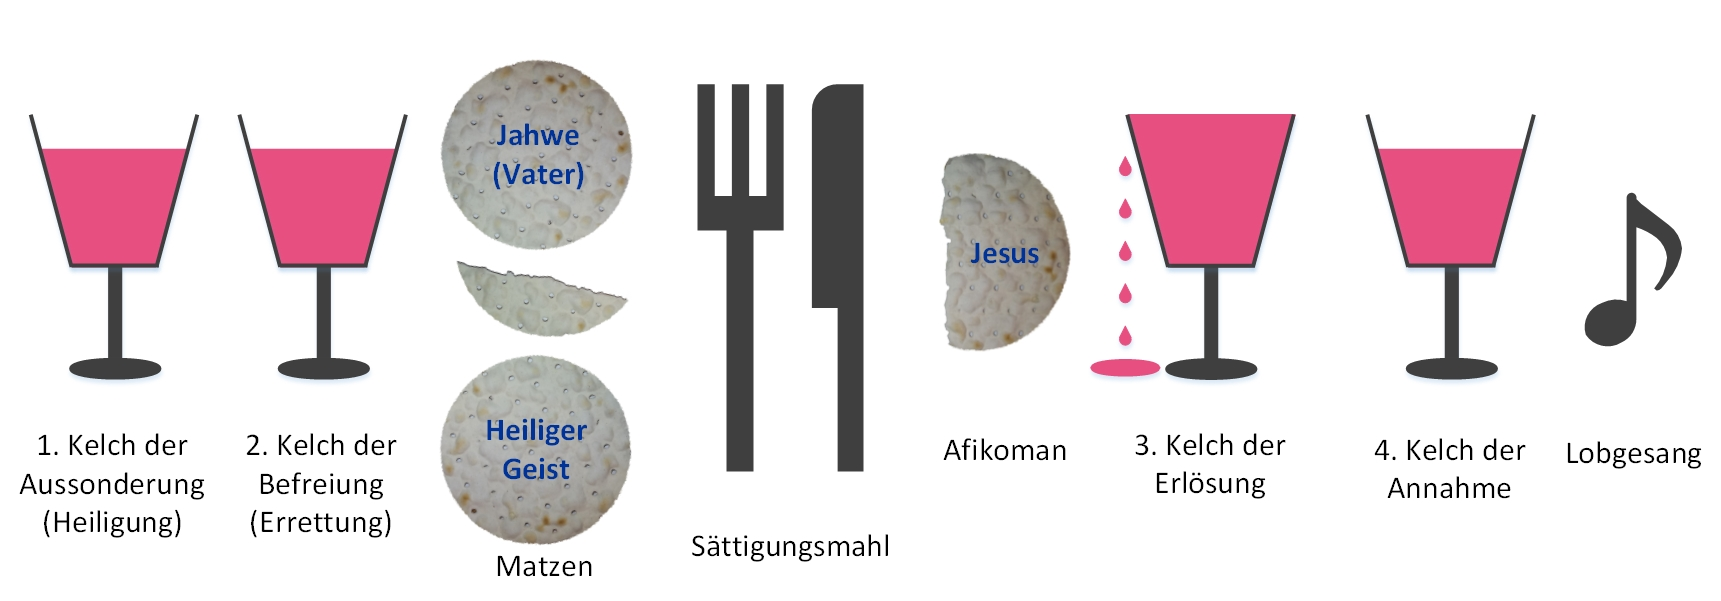 1. Kelch der
Aussonderung
(Heiligung)
2. Kelch der
Befreiung
(Errettung)
Jahwe
(Vater)
Heiliger
Geist
Matzen
Sättigungsmahl
Jesus
Afikoman
3. Kelch der
Erlösung
4. Kelch der
Annahme
Lobgesang